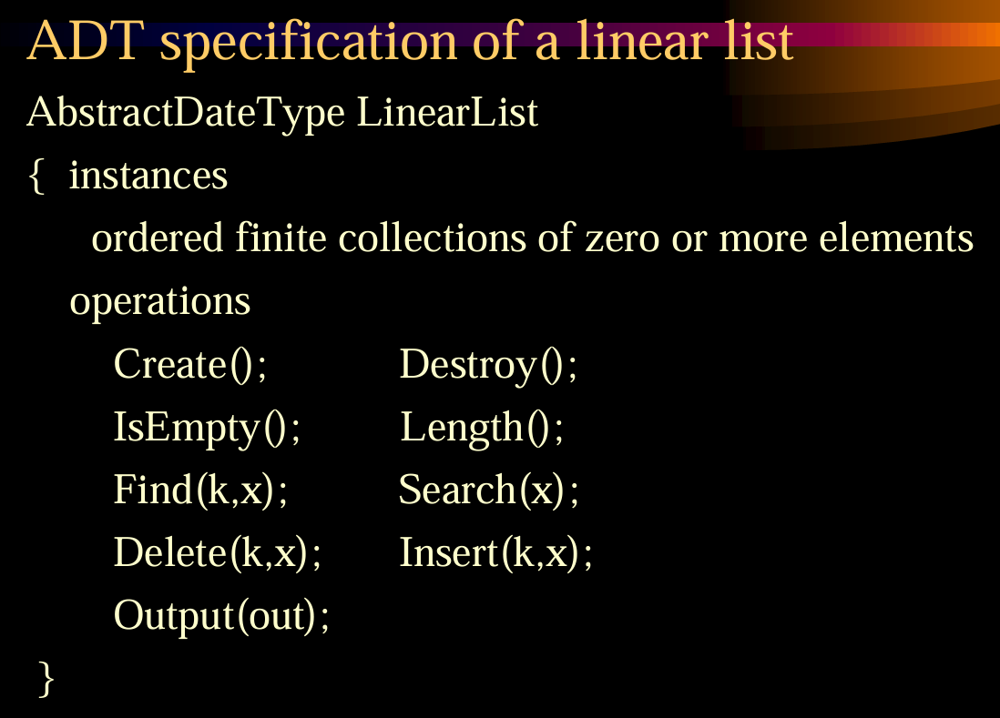 ADT specification of a linear list
AbstractDateType LinearList
{ instances
ordered finite collections of zero or more elements
operations
Create(); Destroy();
IsEmpty(); Length();
Find(k,x); Search(x);
Delete(k,x); Insert(k,x);
Output(out);
}